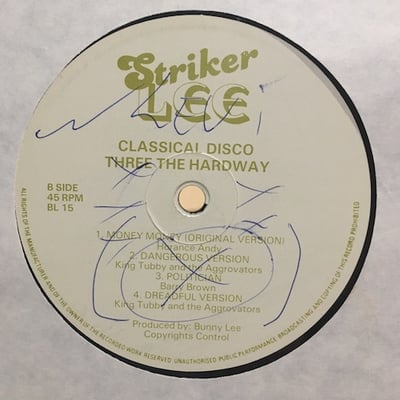 Striker
LEE
CLASSICAL DISCO
THREE THE HARDWAY
B SIDE
45 RPM
BL 15
1. MONEY MONEY (ORIGINAL VERSION)
Horance Andy
2. DANGEROUS VERSION
King Tubby and the Aggrovators
3. POLITICIAN
Barry Brown
4. DREADFUL VERSION
King Tubby and the Aggrovators
Produced by: Bunny Lee
Copyrights Control
ALL RIGHTS OF THE MANUFACTURER AND OF THE OWNER OF THE RECORDED WORK RESERVED. UNAUTHORISED PUBLIC PERFORMANCE, BROADCASTING AND COPYING OF THIS RECORD PROHIBITED